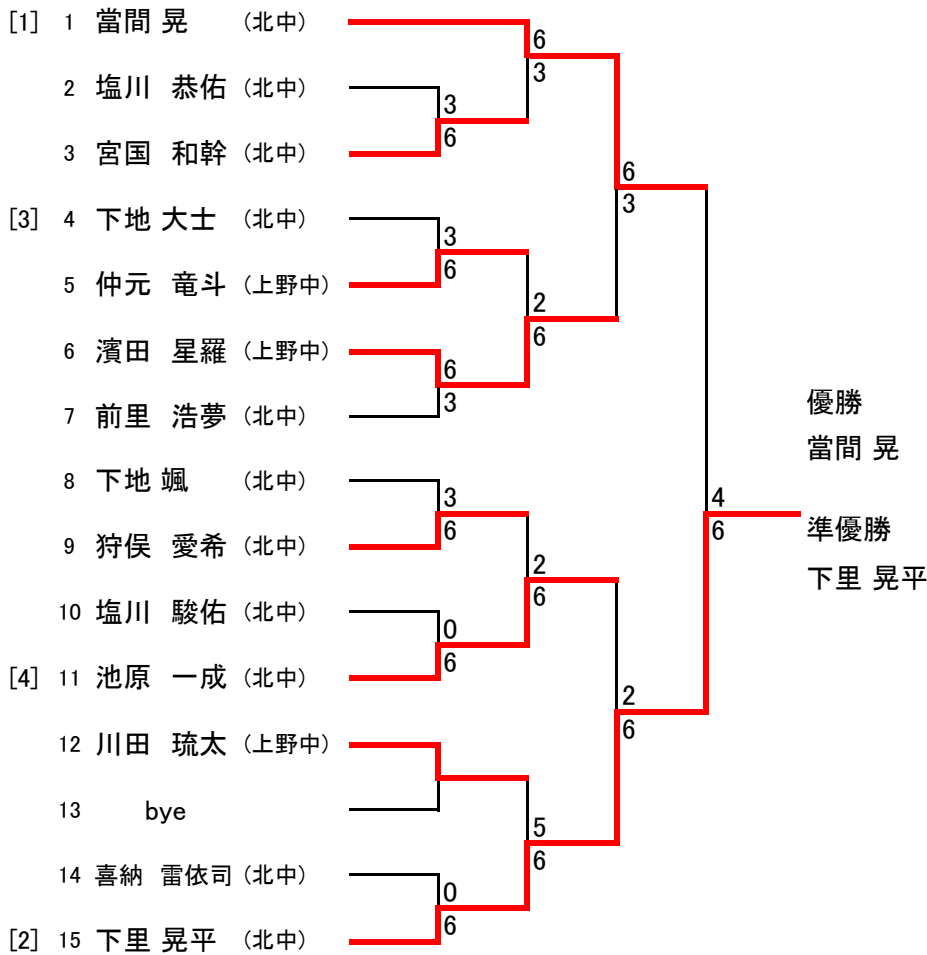 [1] 1 當間 晃 (北中)
2 塩川 恭佑 (北中)
3 宮国 和幹 (北中)
[3] 4 下地 大士 (北中)
5 仲元 竜斗 (上野中)
6 濱田 星羅 (上野中)
7 前里 浩夢 (北中)
8 下地 颯 (北中)
9 狩俣 愛希 (北中)
10 塩川 駿佑 (北中)
[4] 11 池原 一成 (北中)
12 川田 琉太 (上野中)
13 bye
14 喜納 雷依司 (北中)
[2] 15 下里 晃平 (北中)
3
6
3
6
6
3
3
6
0
6
0
6
6
3
2
6
2
6
5
6
6
3
2
6
4
6
優勝
當間 晃
準優勝
下里 晃平